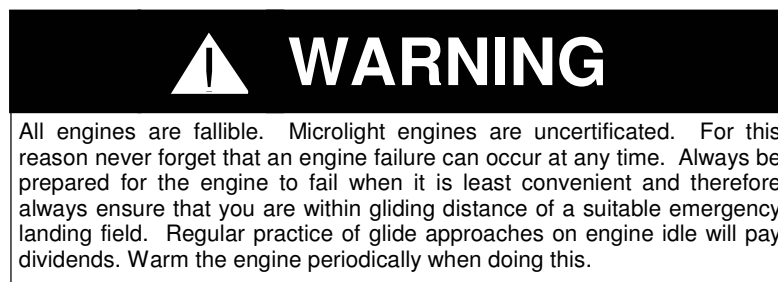 WARNING
All engines are fallible. Microlight engines are uncertificated. For this
reason never forget that an engine failure can occur at any time. Always be
prepared for the engine to fail when it is least convenient and therefore
always ensure that you are within gliding distance of a suitable emergency
landing field. Regular practice of glide approaches on engine idle will pay
dividends. Warm the engine periodically when doing this.